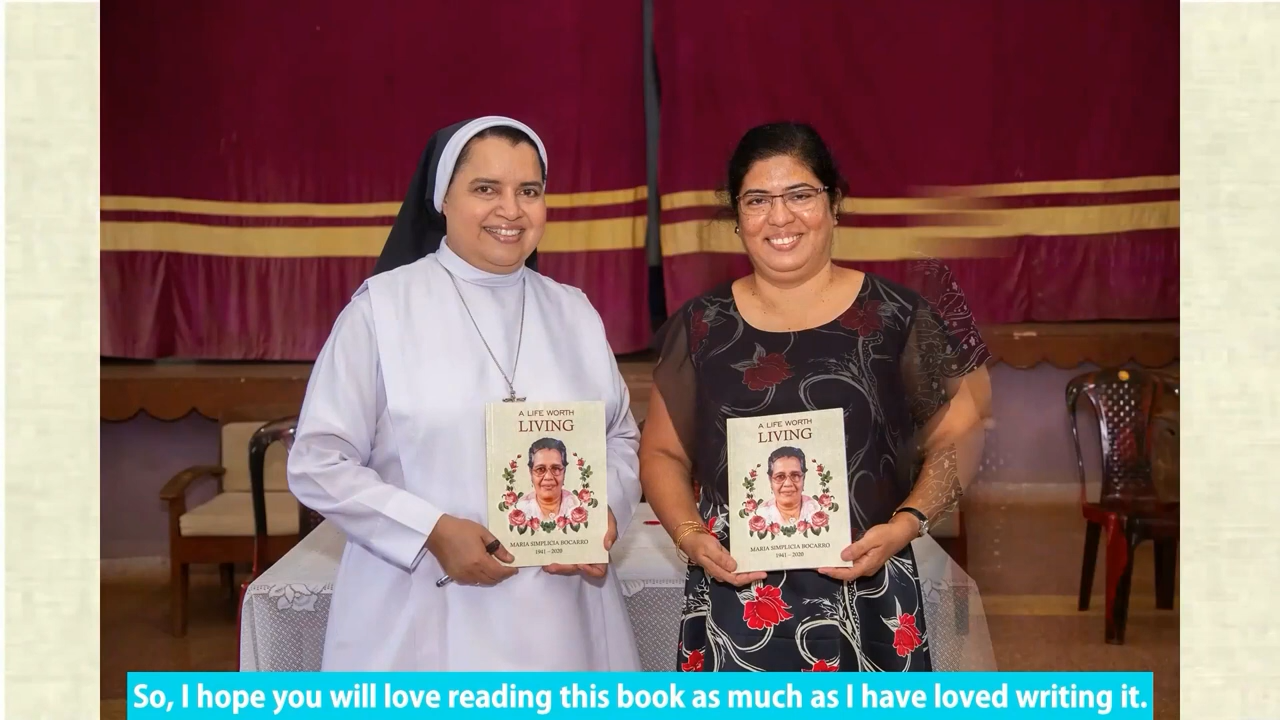 A LIFE WORTH
LIVING
MARIA SIMPLICIA BOCARRO
1941 - 2020
A LIFE WORTH
LIVING
MARIA SIMPLICIA BOCARRO
1941 - 2020
So, I hope you will love reading this book as much as I have loved writing it.